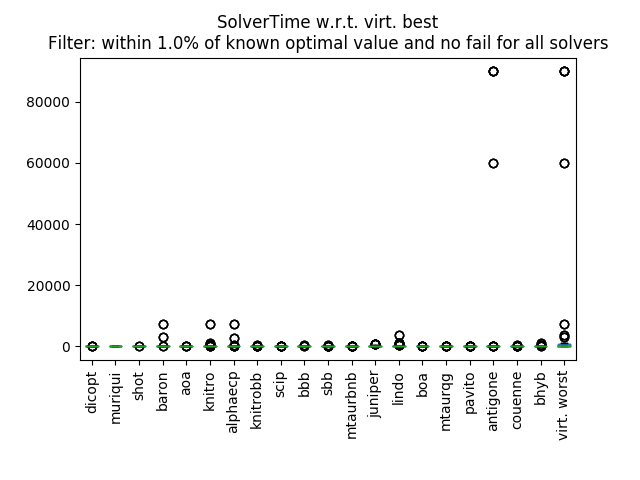 SolverTime w.r.t. virt. best
Filter: within 1.0% of known optimal value and no fail for all solvers
80000
60000
40000
20000
0
dicopt
muriqui
shot
baron
aoa
knitro
alphaecp
knitrobb
scip
bbb
sbb
mtaurbnb
juniper
lindo
boa
mtaurqg
pavito
antigone
couenne
bhyb
virt. worst